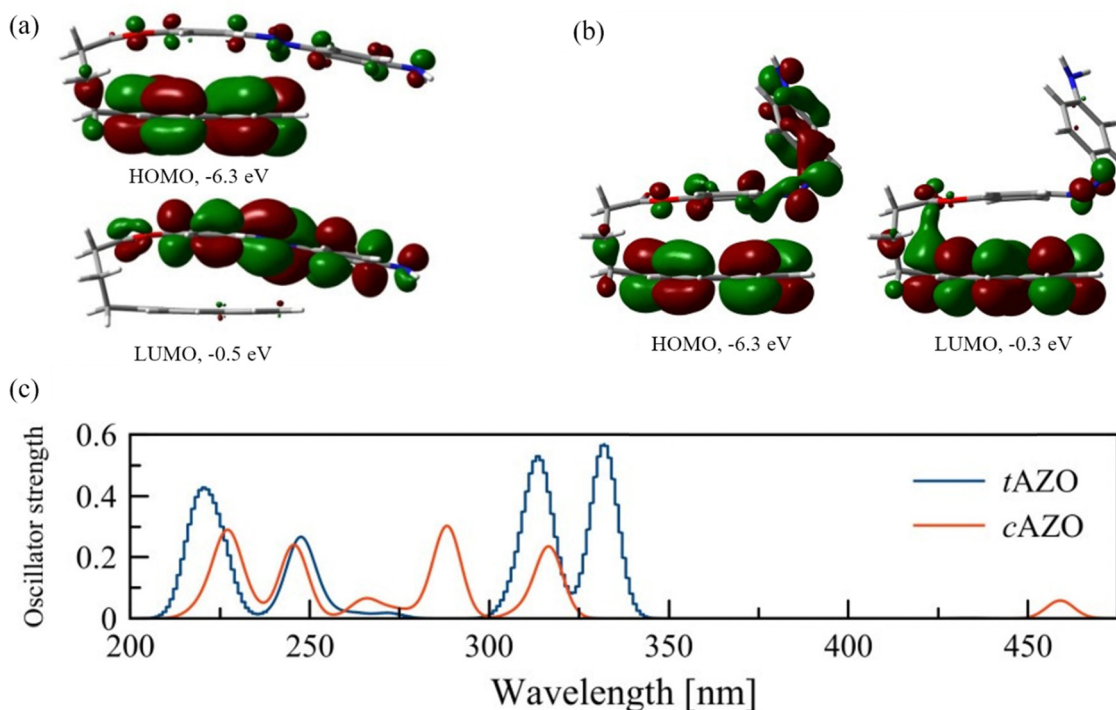 (a)
HOMO, -6.3 eV
LUMO, -0.5 eV
(b)
HOMO, -6.3 eV
LUMO, -0.3 eV
(c)
Oscillator strength
0.6
0.4
0.2
0
tAZO
cAZO
200 250 300 350 400 450
Wavelength [nm]